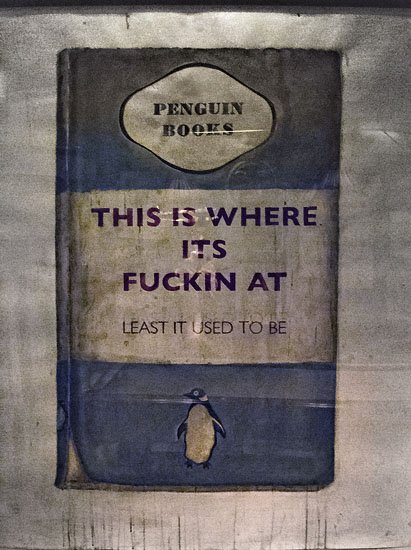 PENGUIN
BOOKS
THIS IS WHERE
ITS
FUCKIN AT
LEAST IT USED TO BE